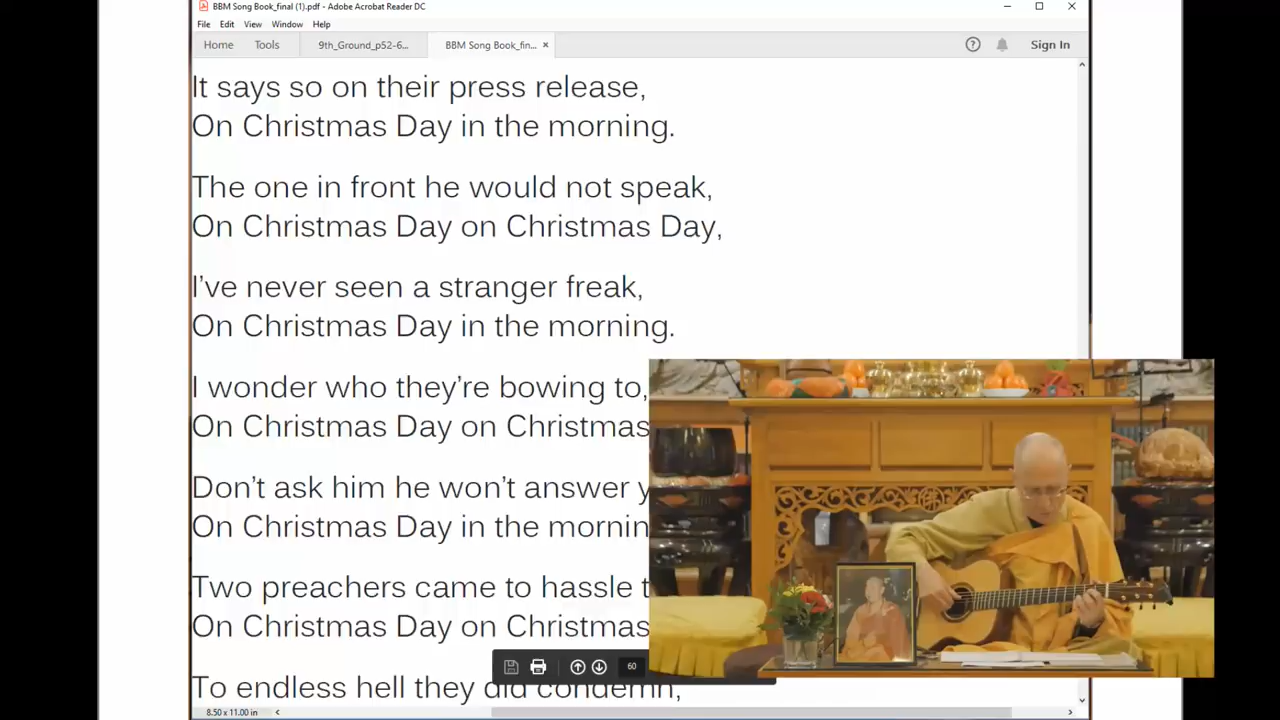 BBM Song Book_final (1).pdf - Adobe Acrobat Reader DC
File Edit View Window Help
Home Tools 9th_Ground_p52-6... BBM Song Book_fin... × Sign In
It says so on their press release,
On Christmas Day in the morning.
The one in front he would not speak,
On Christmas Day on Christmas Day,
I've never seen a stranger freak,
On Christmas Day in the morning.
I wonder who they're bowing to,
On Christmas Day on Christmas
Don't ask him he won't answer y
On Christmas Day in the mornin
Two preachers came to hassle t
On Christmas Day on Christmas
60
To endless hell they did condemn,
8.50 x 11.00 in